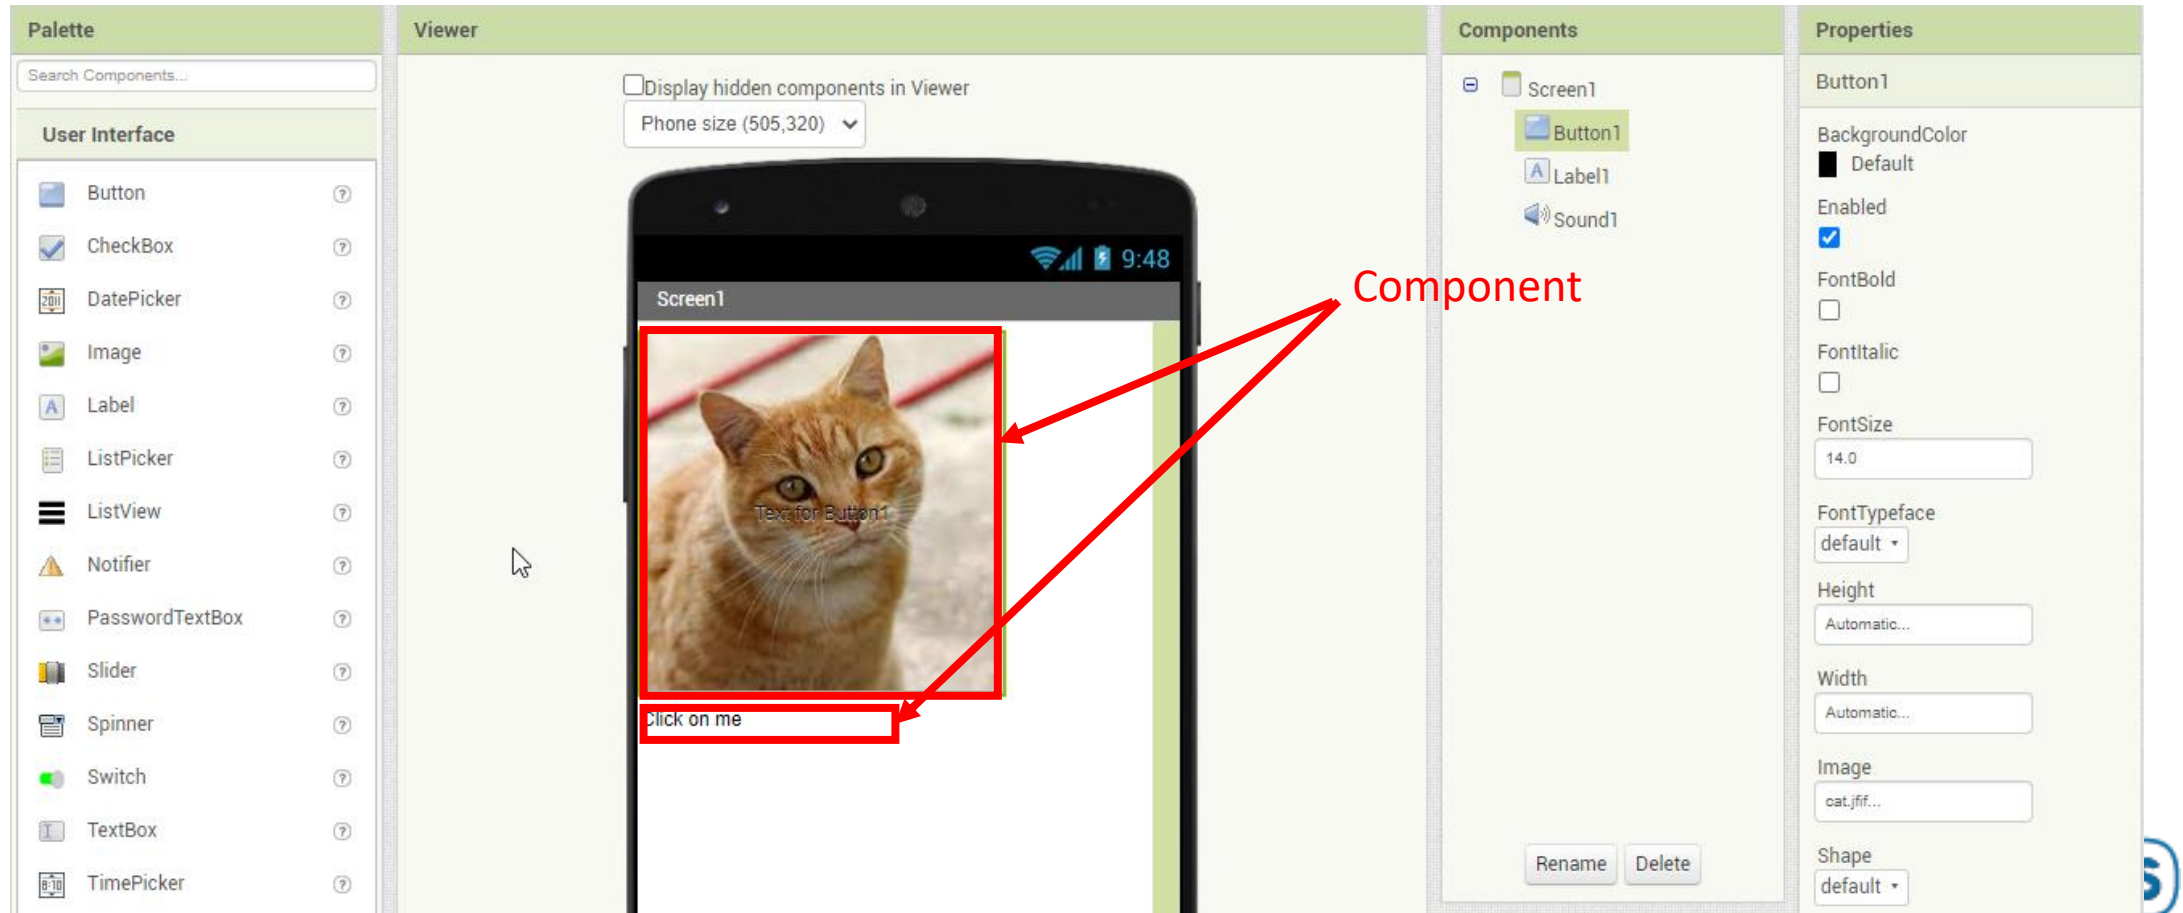 Palette
Search Components...
User Interface
Button
CheckBox
DatePicker
Image
Label
ListPicker
ListView
Notifier
PasswordTextBox
Slider
Spinner
Switch
TextBox
TimePicker
Viewer
Display hidden components in Viewer
Phone size (505,320)
9:48
Screen1
Text for Button1
Click on me
Component
Components
Screen1
Button1
Label1
Sound1
Rename Delete
Properties
Button1
BackgroundColor
Default
Enabled
FontBold
FontItalic
FontSize
14.0
FontTypeface
default
Height
Automatic...
Width
Automatic...
Image
cat.jfif...
Shape
default